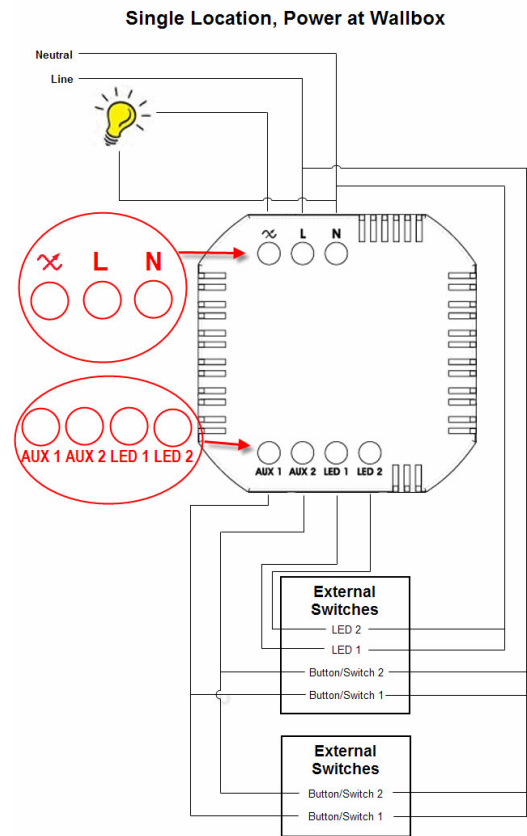 Single Location, Power at Wallbox
Neutral
Line
L
N
L
N
AUX 1
AUX 2
LED 1
LED 2
AUX 1
AUX 2
LED 1
LED 2
External
Switches
LED 2
LED 1
Button/Switch 2
Button/Switch 1
External
Switches
Button/Switch 2
Button/Switch 1